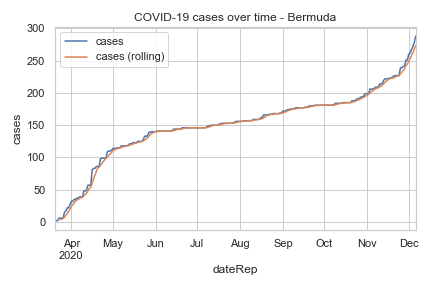 COVID-19 cases over time - Bermuda
cases
cases (rolling)
300
250
200
150
100
50
0
cases
Apr
2020
May
Jun
Jul
Aug
Sep
Oct
Nov
Dec
dateRep